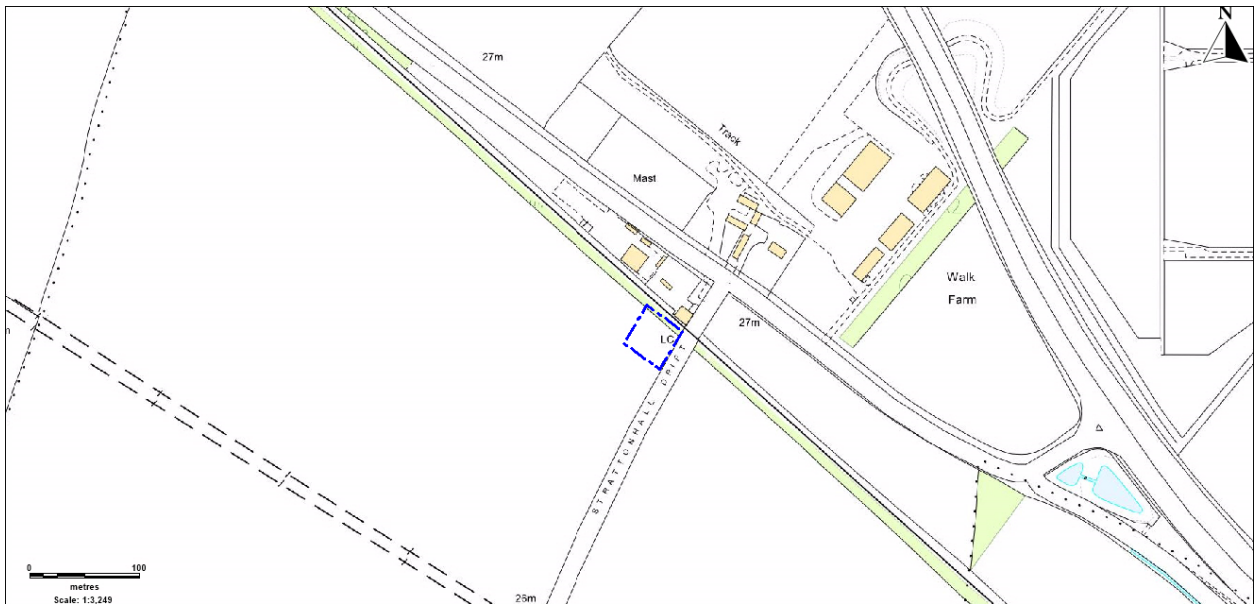 N
27m
Track
Mast
Walk
Farm
27m
LC
STRATTONHALL DRIFT
0 100
metres
Scale: 1:3,249
26m